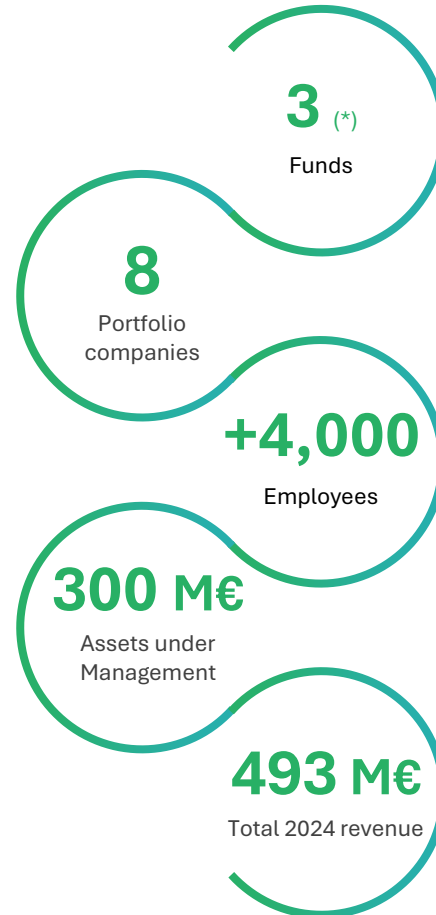 3 (*)
Funds
8
Portfolio
companies
+4,000
Employees
300 M€
Assets under
Management
493 M€
Total 2024 revenue